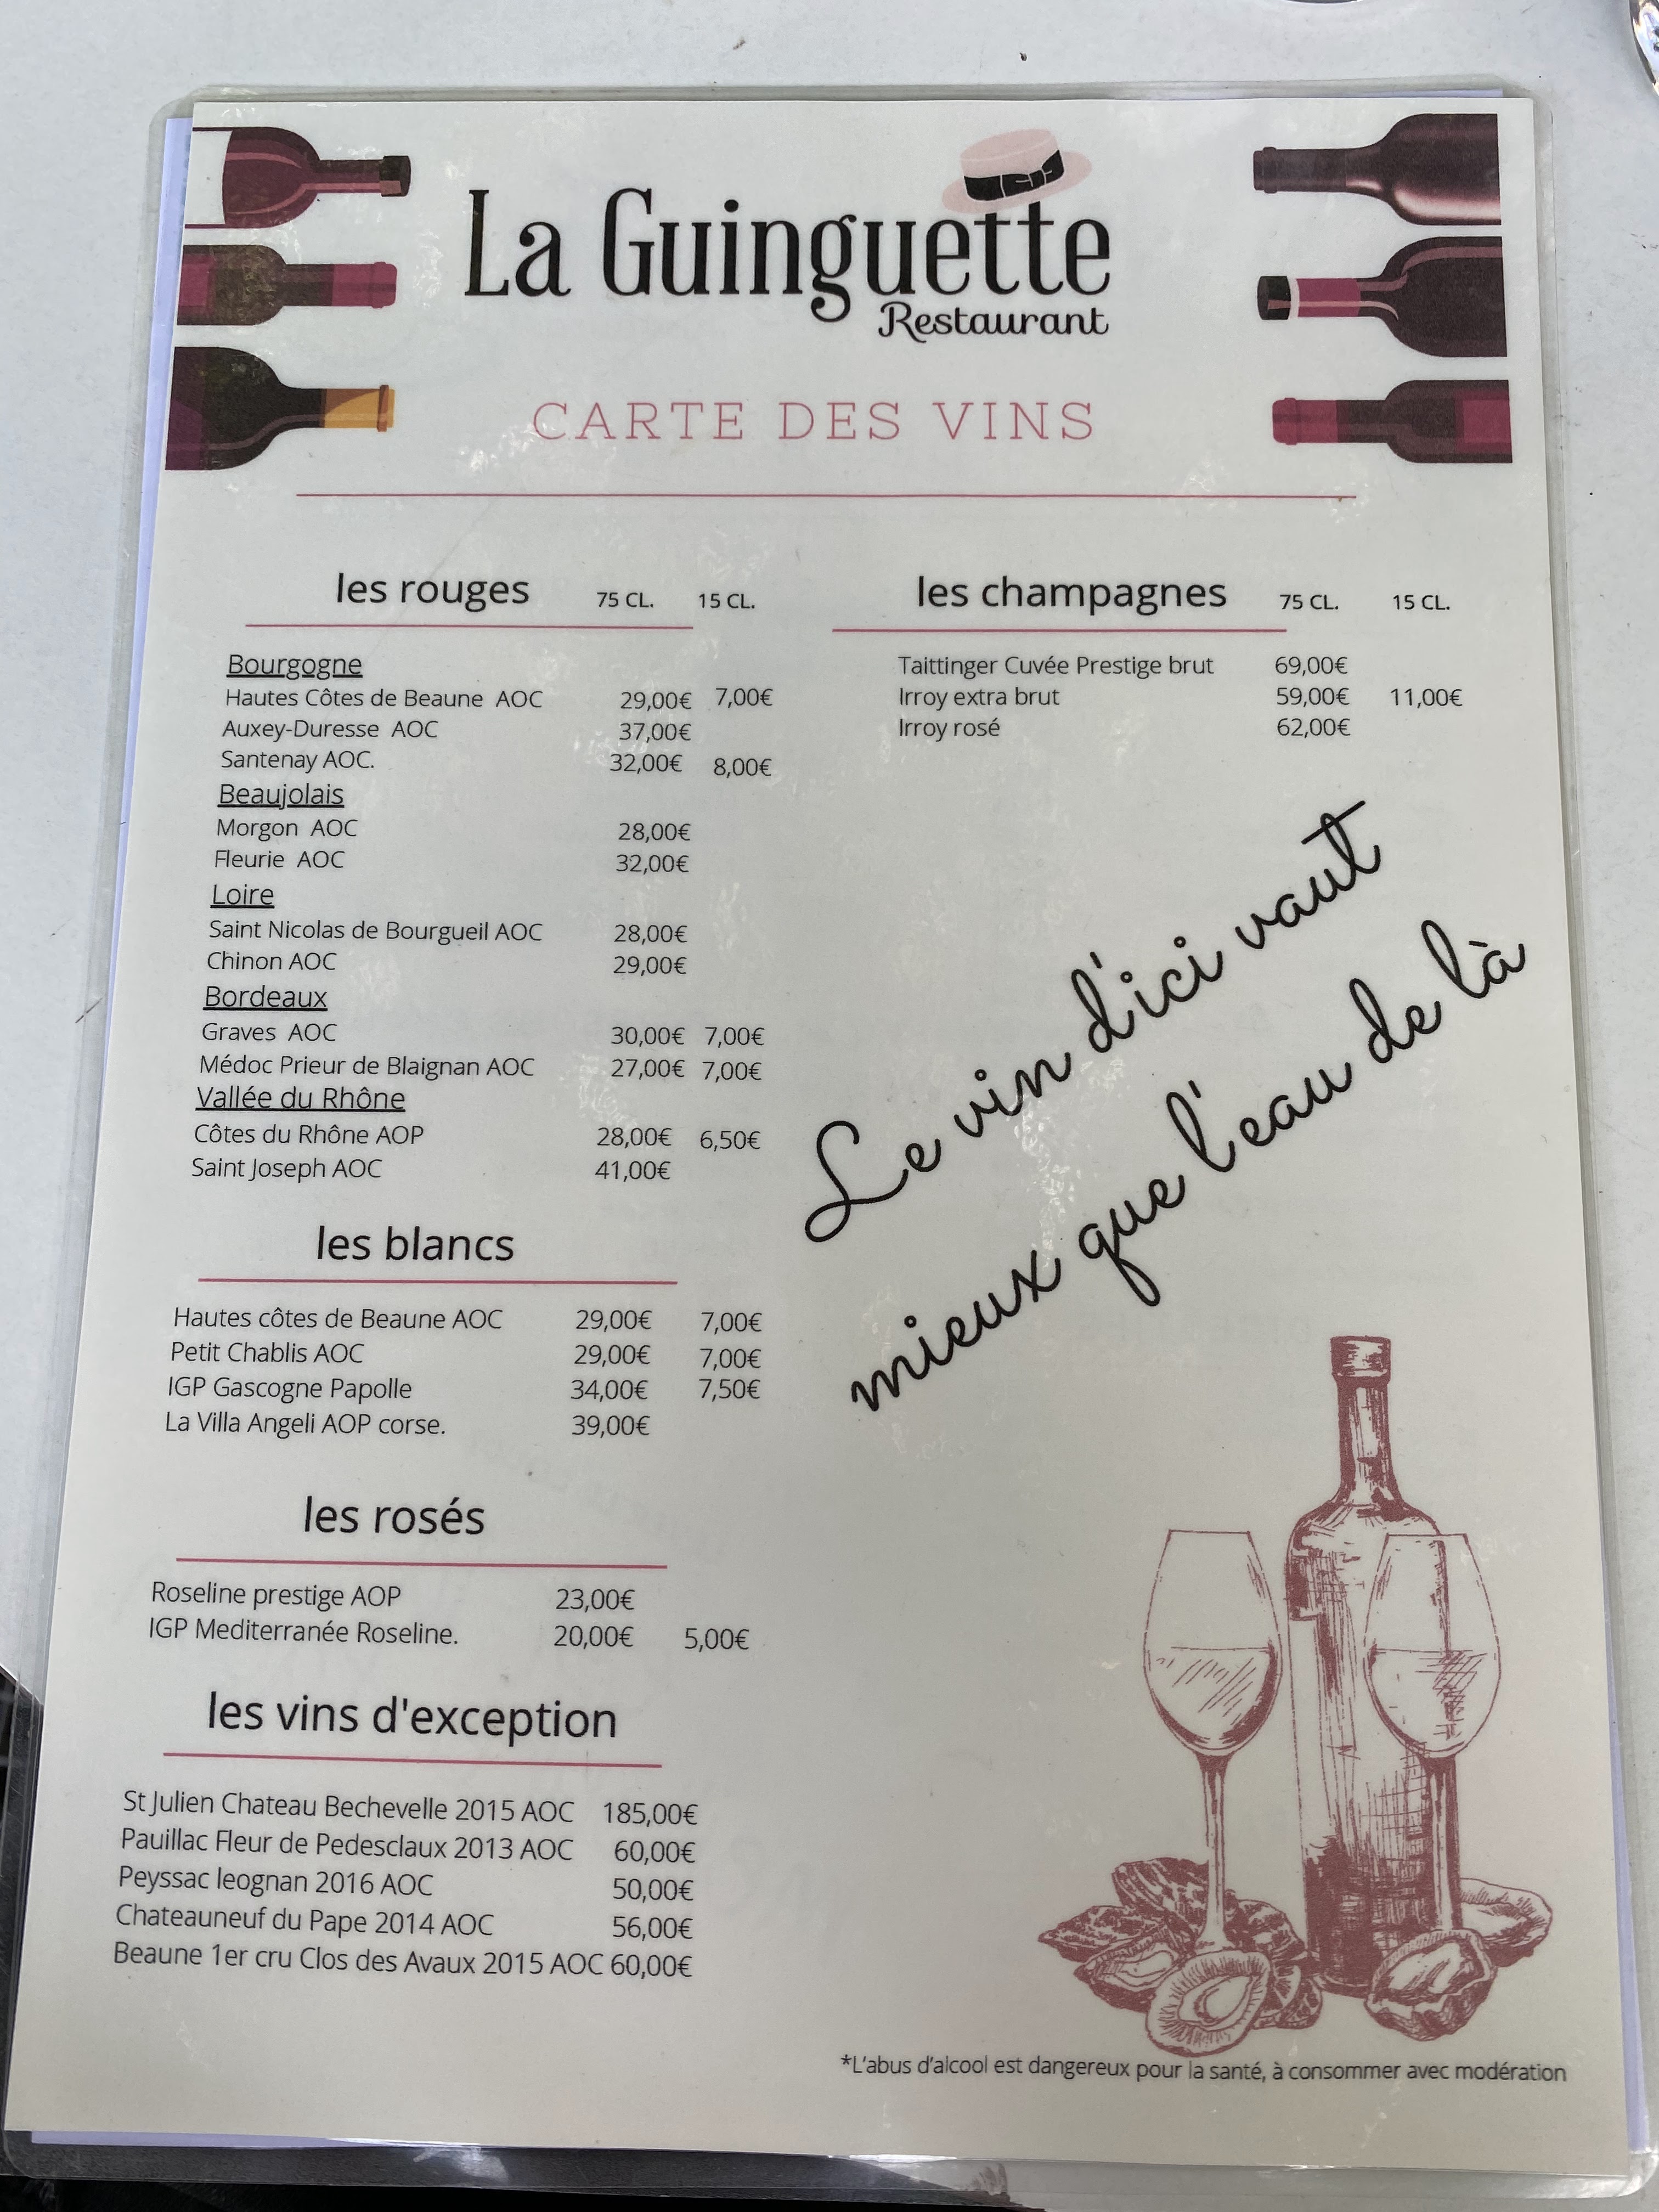 La Guinguette
Restaurant
CARTE DES VINS
les rouges 75 CL. 15 CL.
Bourgogne
Hautes Côtes de Beaune AOC 29,00€ 7,00€
Auxey-Duresse AOC 37,00€
Santenay AOC. 32,00€ 8,00€
Beaujolais
Morgon AOC 28,00€
Fleurie AOC 32,00€
Loire
Saint Nicolas de Bourgueil AOC 28,00€
Chinon AOC 29,00€
Bordeaux
Graves AOC 30,00€ 7,00€
Médoc Prieur de Blaignan AOC 27,00€ 7,00€
Vallée du Rhône
Côtes du Rhône AOP 28,00€ 6,50€
Saint Joseph AOC 41,00€
les blancs
Hautes côtes de Beaune AOC 29,00€ 7,00€
Petit Chablis AOC 29,00€ 7,00€
IGP Gascogne Papolle 34,00€ 7,50€
La Villa Angeli AOP corse. 39,00€
les rosés
Roseline prestige AOP 23,00€
IGP Mediterranée Roseline. 20,00€ 5,00€
les vins d'exception
St Julien Chateau Bechevelle 2015 AOC 185,00€
Pauillac Fleur de Pedesclaux 2013 AOC 60,00€
Peyssac leognan 2016 AOC 50,00€
Chateauneuf du Pape 2014 AOC 56,00€
Beaune 1er cru Clos des Avaux 2015 AOC 60,00€
les champagnes 75 CL. 15 CL.
Taittinger Cuvée Prestige brut 69,00€
Irroy extra brut 59,00€ 11,00€
Irroy rosé 62,00€
Le vin d'ici vaut
mieux que l'eau de là
*L'abus d'alcool est dangereux pour la santé, à consommer avec modération